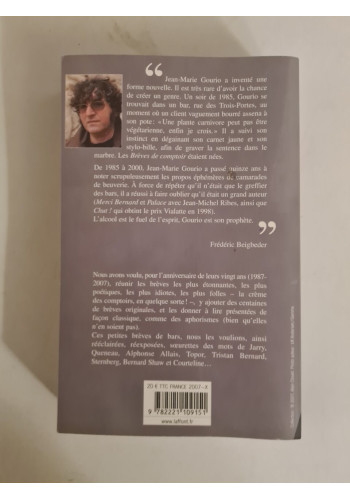 “
Jean-Marie Gourio a inventé une
forme nouvelle. Il est très rare d'avoir la chance
de créer un genre. Un soir de 1985, Gourio se
trouvait dans un bar, rue des Trois-Portes, au
moment où un client vaguement bourré assena à
son pote : « Une plante carnivore peut pas être
végétarienne, enfin je crois. » Il a suivi son
instinct en dégainant son carnet jaune et son
stylo-bille, afin de graver la sentence dans le
marbre. Les Brèves de comptoir étaient nées.
De 1985 à 2000, Gourio a passé quinze ans à
noter scrupuleusement les propos éphémères de camarades
de beuverie. À force de répéter qu'il n'était que le greffier
des bars, il a réussi à faire oublier qu'il était un grand auteur
(Merci Bernard et Palace avec Jean-Michel Ribes, ainsi que
Chut ! qui obtint le prix Vialatte en 1998).
L'alcool est le fuel de l'esprit, Gourio est son prophète.
”
Frédéric Beigbeder
Nous avons voulu, pour l'anniversaire de leurs vingt ans (1987-
2007), réunir les brèves les plus étonnantes, les plus
poétiques, les plus idiotes, les plus folles – la crème
des comptoirs, en quelque sorte ! –, y ajouter des centaines
de brèves originales, et les donner à lire présentées de
façon classique, comme des aphorismes (bien qu'elles
n'en soient pas).
Ces petites brèves de bars, nous les voulions, ainsi
rééclairées, réexposées, sœurettes des mots de Jarry,
Queneau, Alphonse Allais, Topor, Tristan Bernard,
Sternberg, Bernard Shaw et Courteline…
20 € TTC FRANCE 2007-X
9 782221 109151
www.laffont.fr